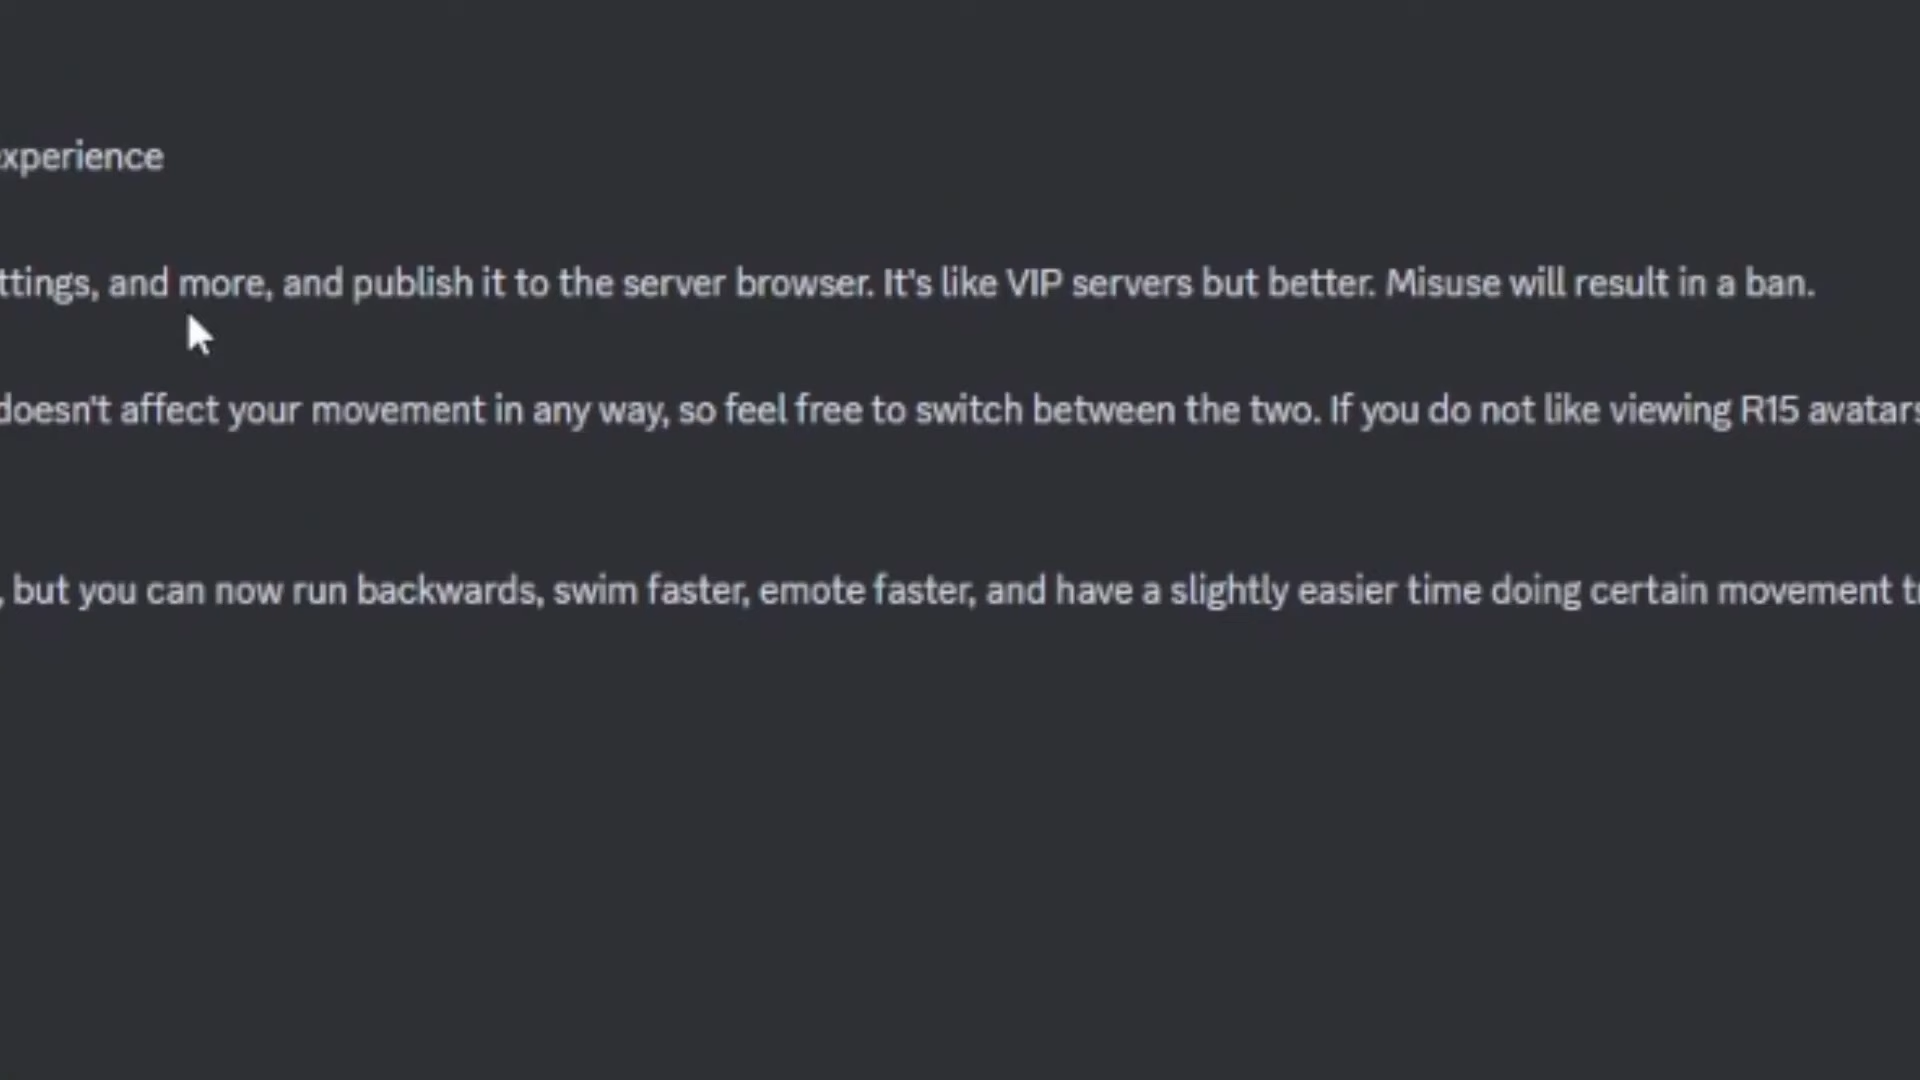 experience
ttings, and more, and publish it to the server browser. It's like VIP servers but better. Misuse will result in a ban.
doesn't affect your movement in any way, so feel free to switch between the two. If you do not like viewing R15 avatars
, but you can now run backwards, swim faster, emote faster, and have a slightly easier time doing certain movement tr